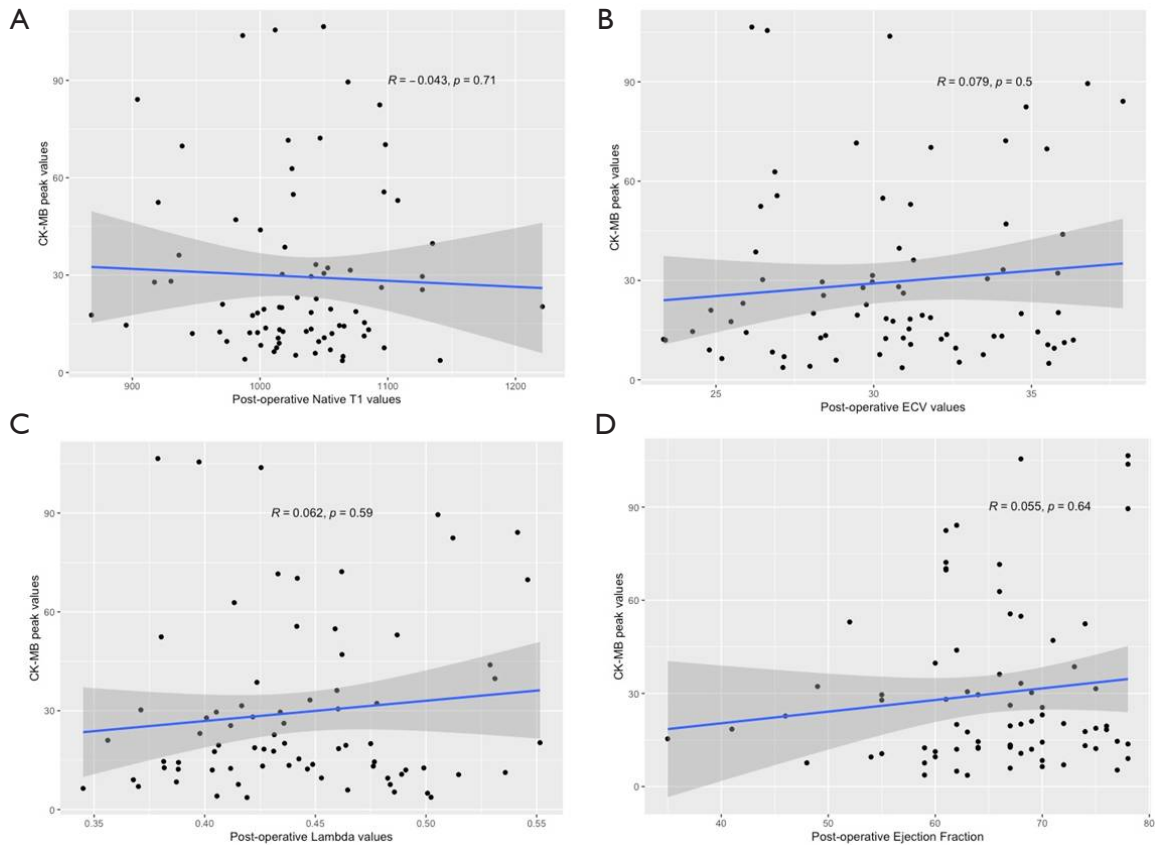 A
R = −0.043, p = 0.71
CK-MB peak values
90
60
30
0
900
1000
1100
1200
Post-operative Native T1 values
B
R = 0.079, p = 0.5
CK-MB peak values
90
60
30
0
25
30
35
Post-operative ECV values
C
R = 0.062, p = 0.59
CK-MB peak values
90
60
30
0
0.35
0.40
0.45
0.50
0.55
Post-operative Lambda values
D
R = 0.055, p = 0.64
CK-MB peak values
90
60
30
0
40
50
60
70
80
Post-operative Ejection Fraction